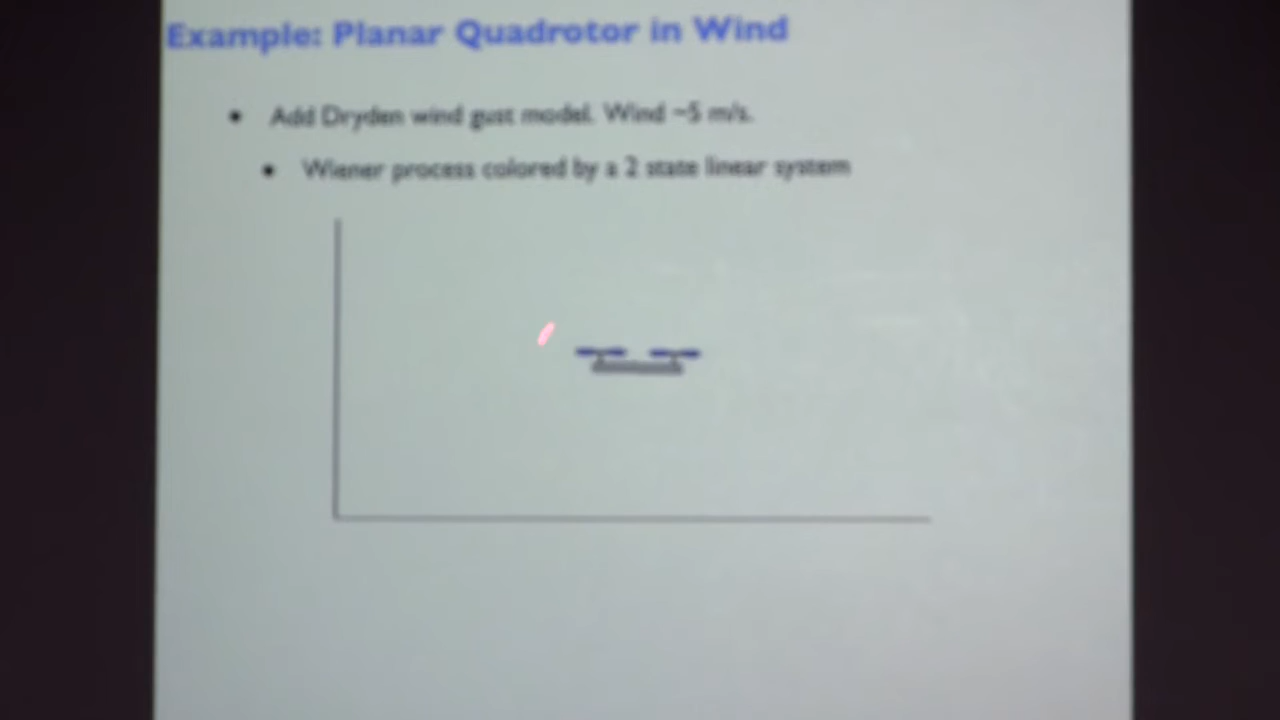 Example: Planar Quadrotor in Wind
• Add Dryden wind gust model. Wind ~5 m/s.
• Wiener process colored by a 2 state linear system